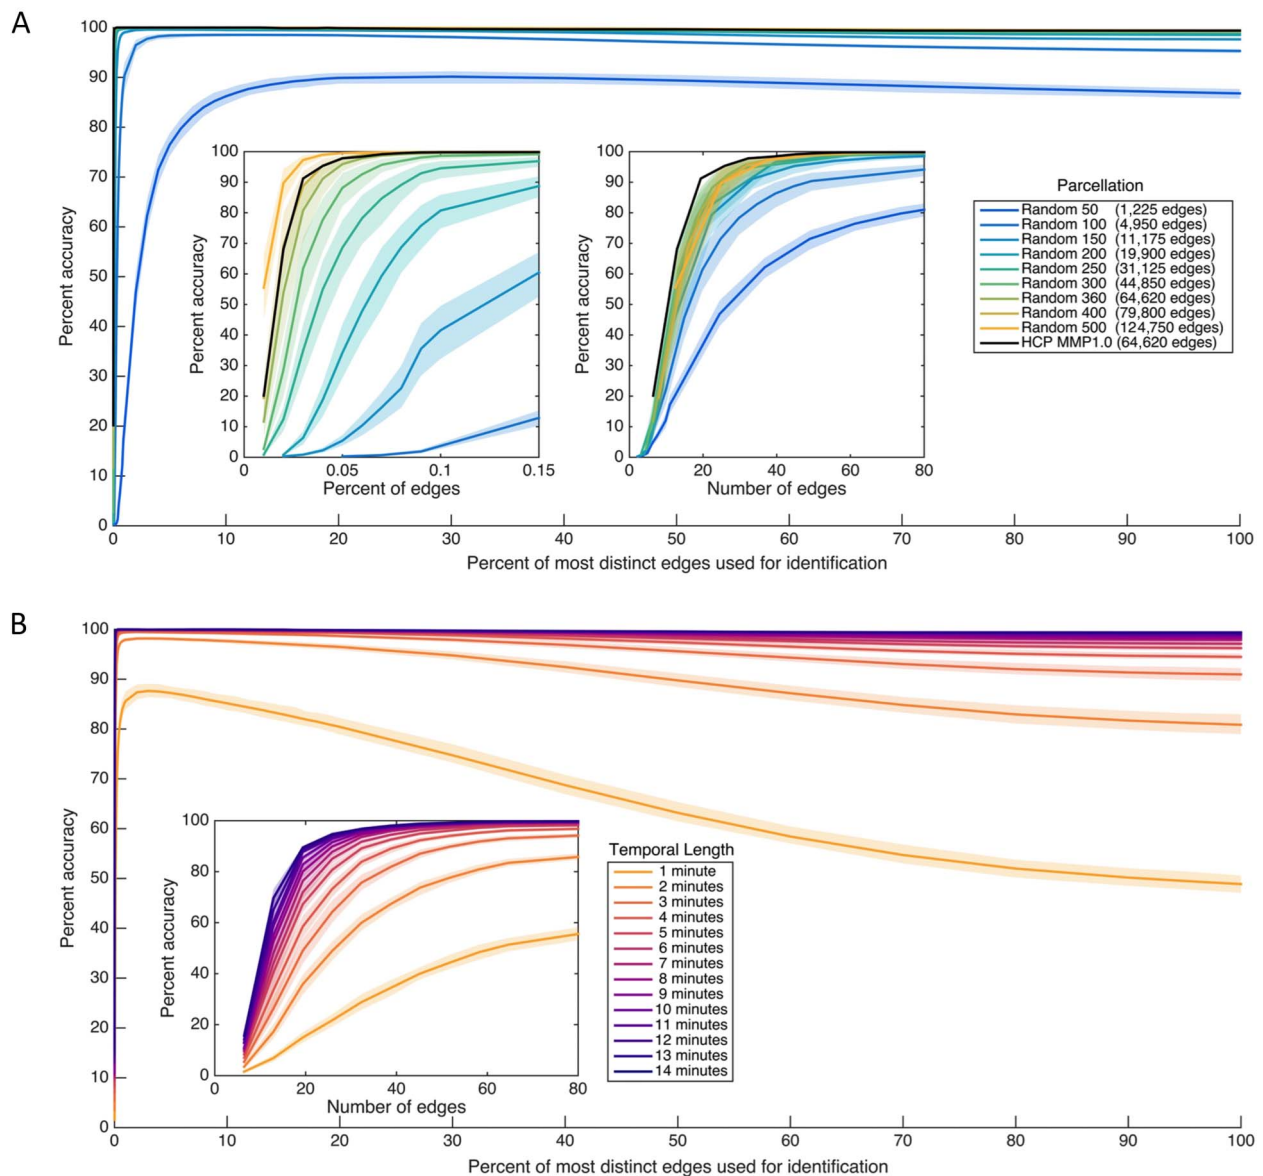 A
Percent accuracy
100
90
80
70
60
50
40
30
20
10
0
0 10 20 30 40 50 60 70 80 90 100
Percent of most distinct edges used for identification
Percent accuracy
100
90
80
70
60
50
40
30
20
10
0
0 0.05 0.1 0.15
Percent of edges
Percent accuracy
100
90
80
70
60
50
40
30
20
10
0
0 20 40 60 80
Number of edges
Parcellation
Random 50 (1,225 edges)
Random 100 (4,950 edges)
Random 150 (11,175 edges)
Random 200 (19,900 edges)
Random 250 (31,125 edges)
Random 300 (44,850 edges)
Random 360 (64,620 edges)
Random 400 (79,800 edges)
Random 500 (124,750 edges)
HCP MMP1.0 (64,620 edges)
B
Percent accuracy
100
90
80
70
60
50
40
30
20
10
0
0 10 20 30 40 50 60 70 80 90 100
Percent of most distinct edges used for identification
Percent accuracy
100
80
60
40
20
0
0 20 40 60 80
Number of edges
Temporal Length
1 minute
2 minutes
3 minutes
4 minutes
5 minutes
6 minutes
7 minutes
8 minutes
9 minutes
10 minutes
11 minutes
12 minutes
13 minutes
14 minutes